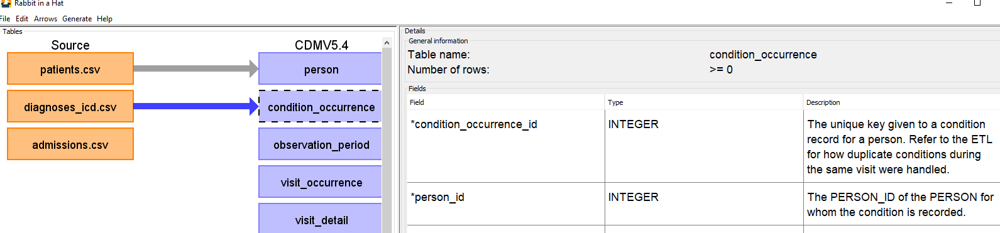 Rabbit in a Hat
File Edit Arrows Generate Help
Tables
Source CDMV5.4
patients.csv person
diagnoses_icd.csv condition_occurrence
admissions.csv observation_period
visit_occurrence
visit_detail
Details
General information
Table name: condition_occurrence
Number of rows: >= 0
Fields
Field Type Description
*condition_occurrence_id INTEGER The unique key given to a condition
record for a person. Refer to the ETL
for how duplicate conditions during
the same visit were handled.
*person_id INTEGER The PERSON_ID of the PERSON for
whom the condition is recorded.